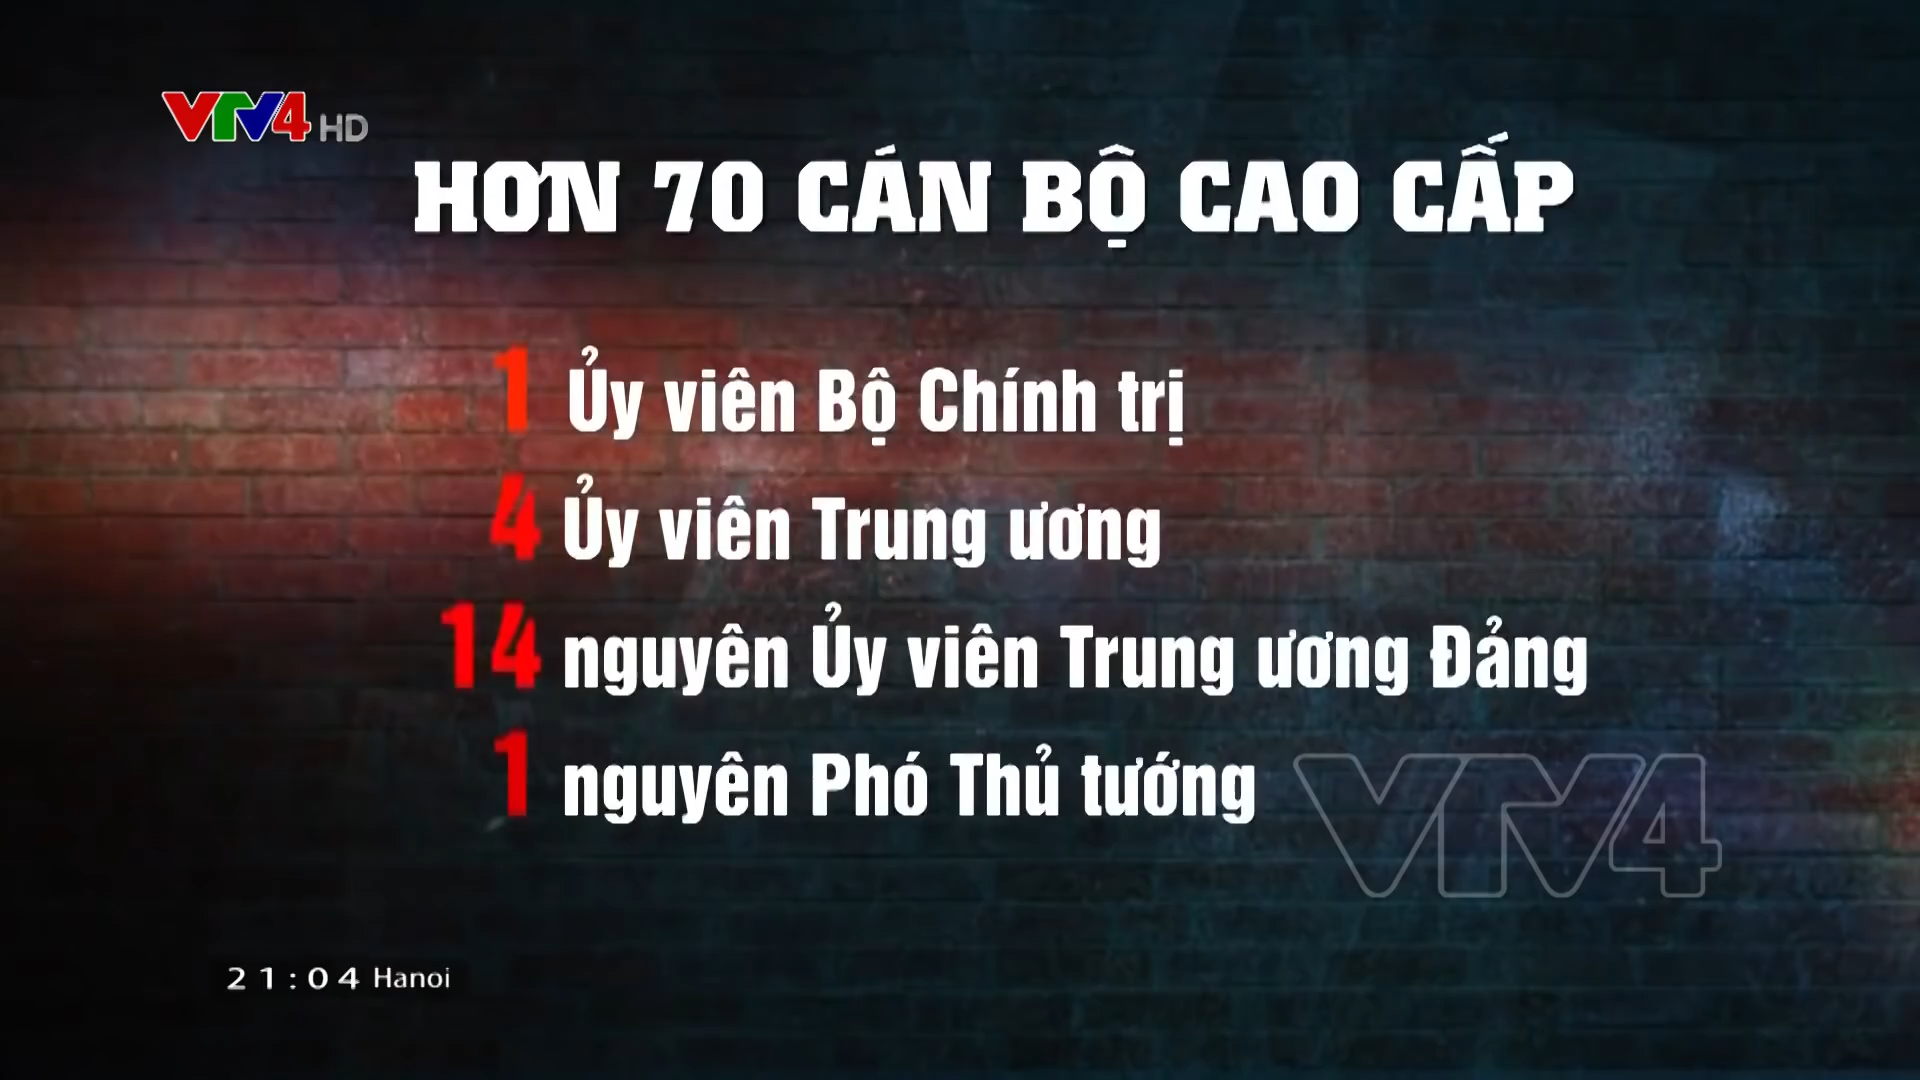 VTV4 HD
HƠN 70 CÁN BỘ CAO CẤP
1 Ủy viên Bộ Chính trị
4 Ủy viên Trung ương
14 nguyên Ủy viên Trung ương Đảng
1 nguyên Phó Thủ tướng
VTV4
21:04 Hanoi